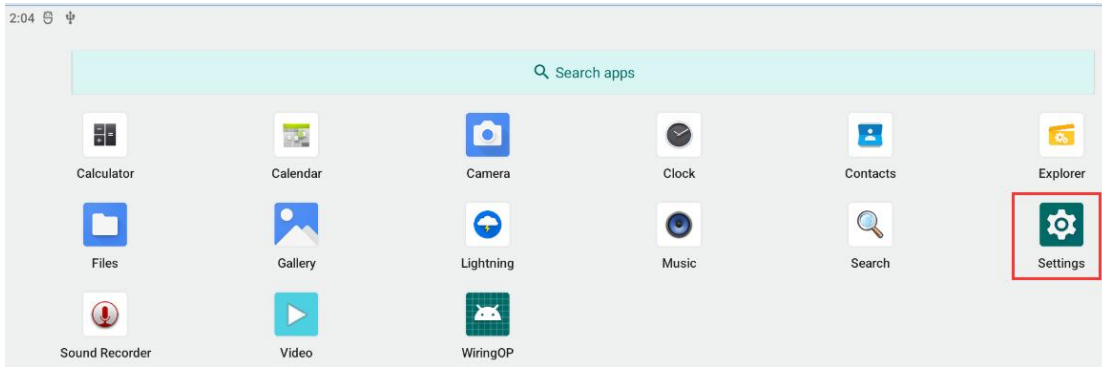 2:04
Search apps
Calculator Calendar Camera Clock Contacts Explorer
Files Gallery Lightning Music Search Settings
Sound Recorder Video WiringOP